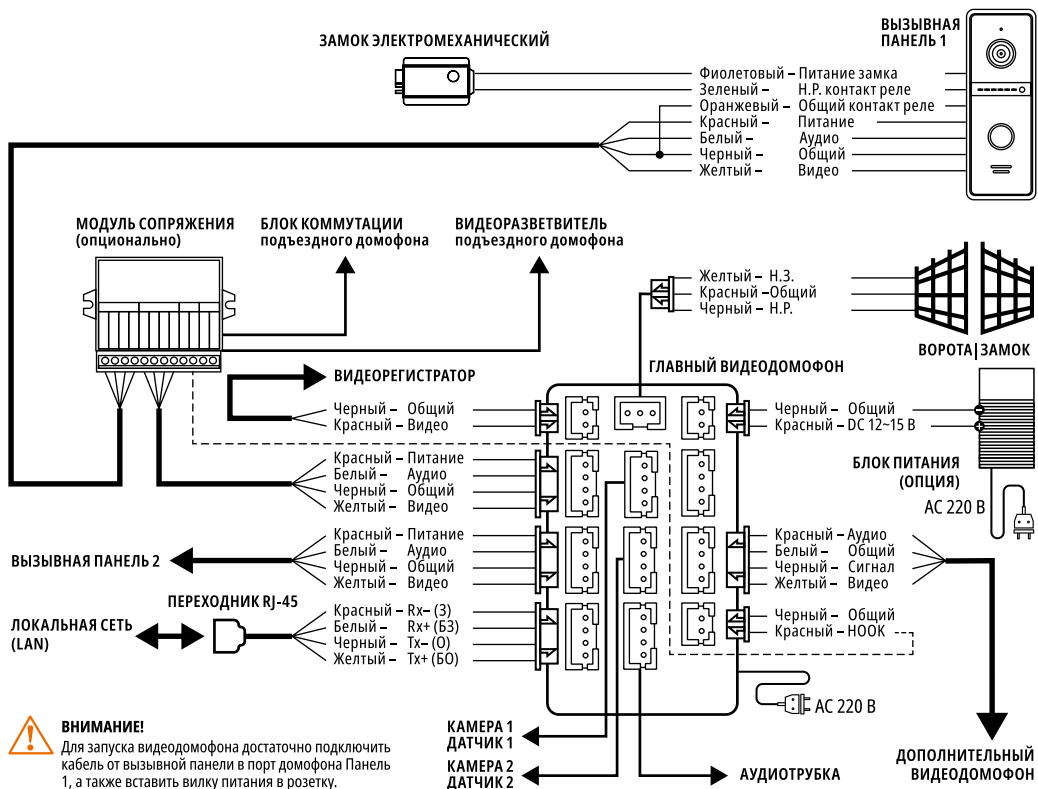 ВЫЗЫВНАЯ
ПАНЕЛЬ 1
ЗАМОК ЭЛЕКТРОМЕХАНИЧЕСКИЙ
Фиолетовый – Питание замка
Зеленый – Н.Р. контакт реле
Оранжевый – Общий контакт реле
Красный – Питание
Белый – Аудио
Черный – Общий
Желтый – Видео
МОДУЛЬ СОПРЯЖЕНИЯ
(опционально)
БЛОК КОММУТАЦИИ
подъездного домофона
ВИДЕОРАЗВЕТВИТЕЛЬ
подъездного домофона
Желтый – Н.З.
Красный –Общий
Черный – Н.Р.
ВОРОТА|ЗАМОК
ГЛАВНЫЙ ВИДЕОДОМОФОН
ВИДЕОРЕГИСТРАТОР
Черный – Общий
Красный – Видео
Черный – Общий
Красный – DC 12~15 В
БЛОК ПИТАНИЯ
(ОПЦИЯ)
AC 220 В
Красный – Питание
Белый – Аудио
Черный – Общий
Желтый – Видео
ВЫЗЫВНАЯ ПАНЕЛЬ 2
Красный – Питание
Белый – Аудио
Черный – Общий
Желтый – Видео
Красный – Аудио
Белый – Общий
Черный – Сигнал
Желтый – Видео
ПЕРЕХОДНИК RJ-45
ЛОКАЛЬНАЯ СЕТЬ
(LAN)
Красный – Rx– (З)
Белый – Rx+ (БЗ)
Черный – Tx– (О)
Желтый – Tx+ (БО)
Черный – Общий
Красный – HOOK
AC 220 В
ВНИМАНИЕ!
Для запуска видеодомофона достаточно подключить
кабель от вызывной панели в порт домофона Панель
1, а также вставить вилку питания в розетку.
КАМЕРА 1
ДАТЧИК 1
КАМЕРА 2
ДАТЧИК 2
АУДИОТРУБКА
ДОПОЛНИТЕЛЬНЫЙ
ВИДЕОДОМОФОН